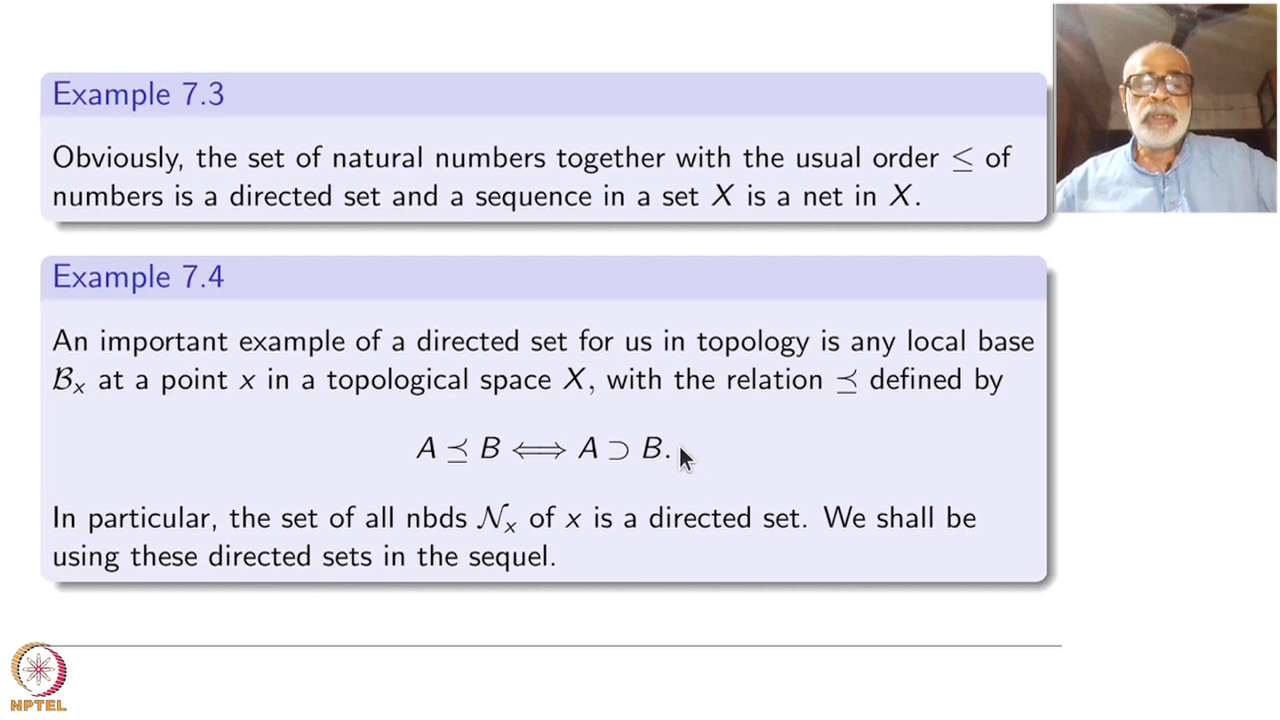 Example 7.3
Obviously, the set of natural numbers together with the usual order ≤ of
numbers is a directed set and a sequence in a set X is a net in X.
Example 7.4
An important example of a directed set for us in topology is any local base
ℬₓ at a point x in a topological space X, with the relation ⪯ defined by
A ⪯ B ⟺ A ⊃ B.
In particular, the set of all nbds 𝒩ₓ of x is a directed set. We shall be
using these directed sets in the sequel.
NPTEL